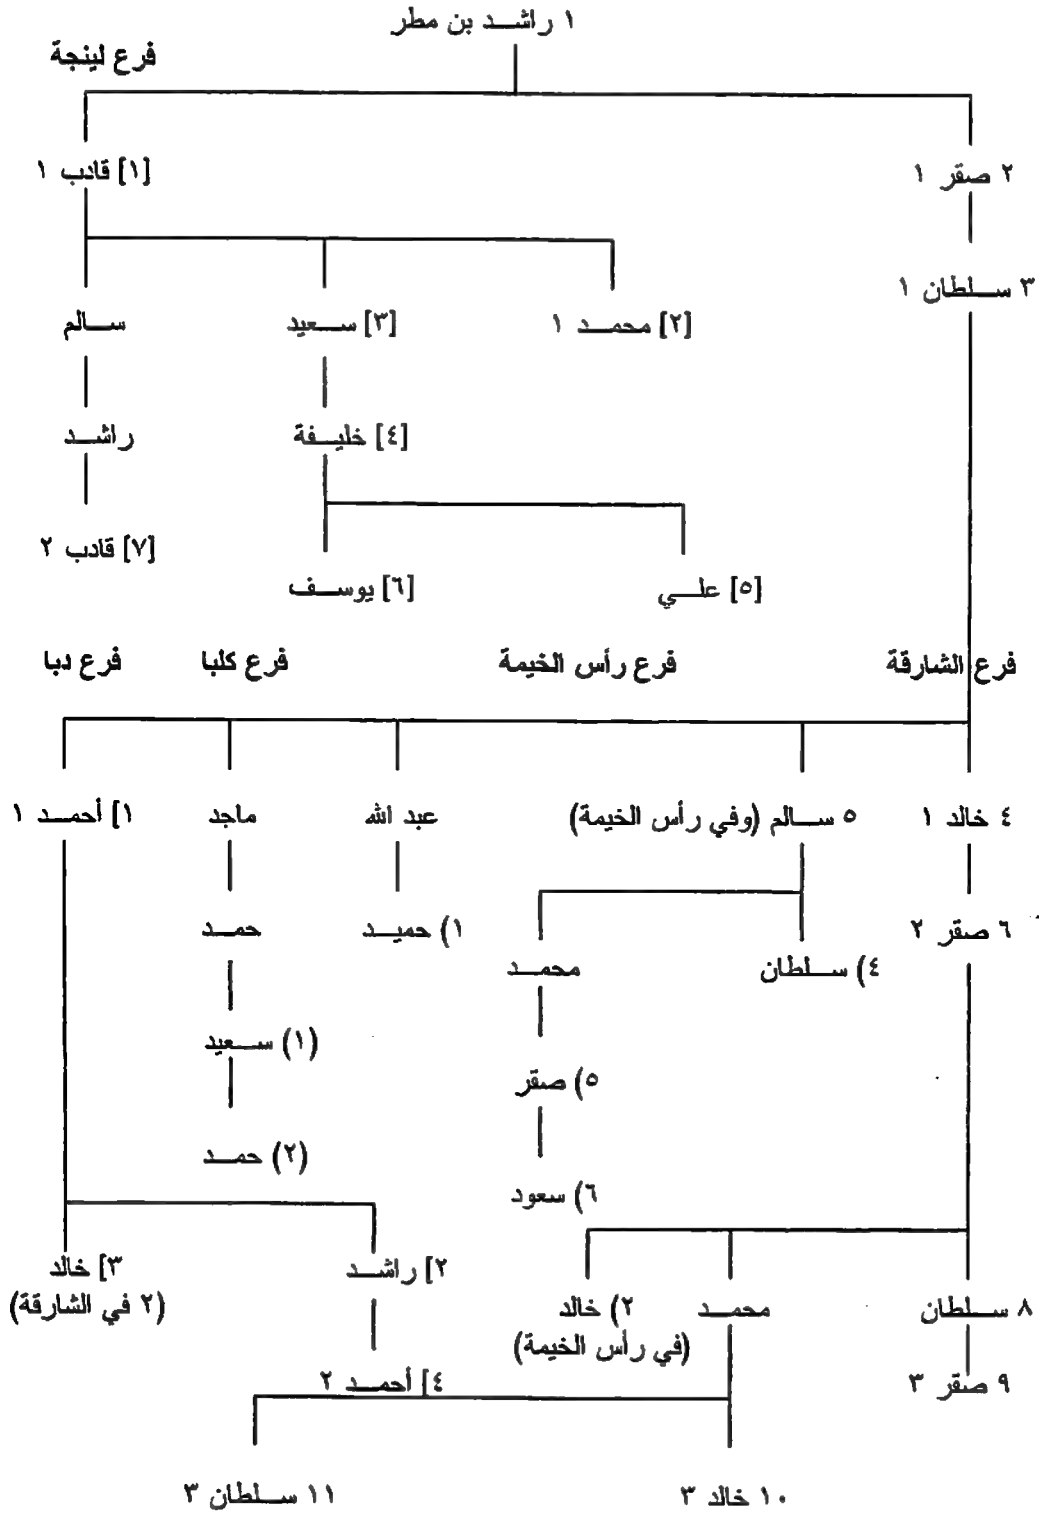 ١ راشد بن مطر
فرع لينجة
٢ صقر ١
[١] قادب ١
٣ سلطان ١
[٢] محمد ١
[٣] سعيد
سالم
[٤] خليفة
راشد
[٧] قادب ٢
[٥] علي
[٦] يوسف
فرع الشارقة
فرع رأس الخيمة
فرع كلبا
فرع دبا
٤ خالد ١
٥ سالم (وفي رأس الخيمة)
عبد الله
ماجد
١] أحمد ١
٦ صقر ٢
١) حميد
حمد
٤) سلطان
محمد
(١) سعيد
٥) صقر
(٢) حمد
٦) سعود
٢] راشد
٣] خالد
(٢ في الشارقة)
٨ سلطان
محمد
٢) خالد
(في رأس الخيمة)
٩ صقر ٣
٤] أحمد ٢
١٠ خالد ٣
١١ سلطان ٣